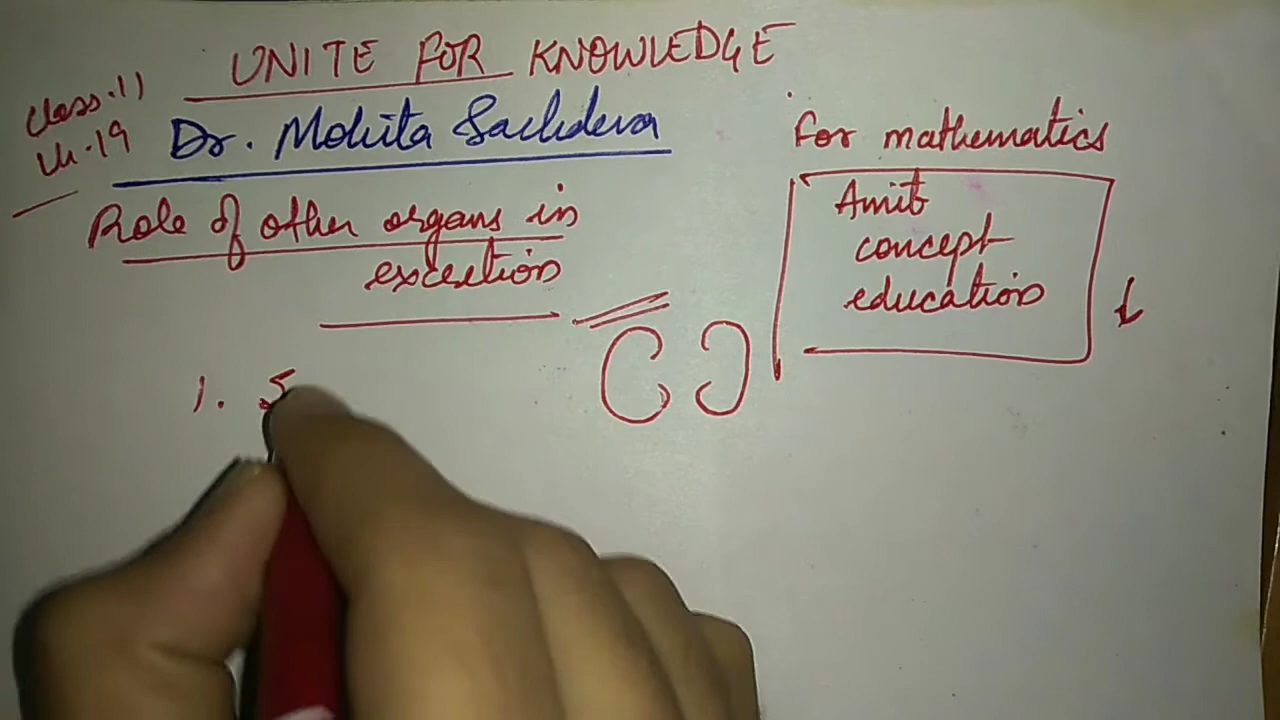 UNITE FOR KNOWLEDGE
Class.11
Ch.19
Dr. Mohita Sachdeva
Role of other organs in
excretion
For mathematics
Amit
concept
education
1. S